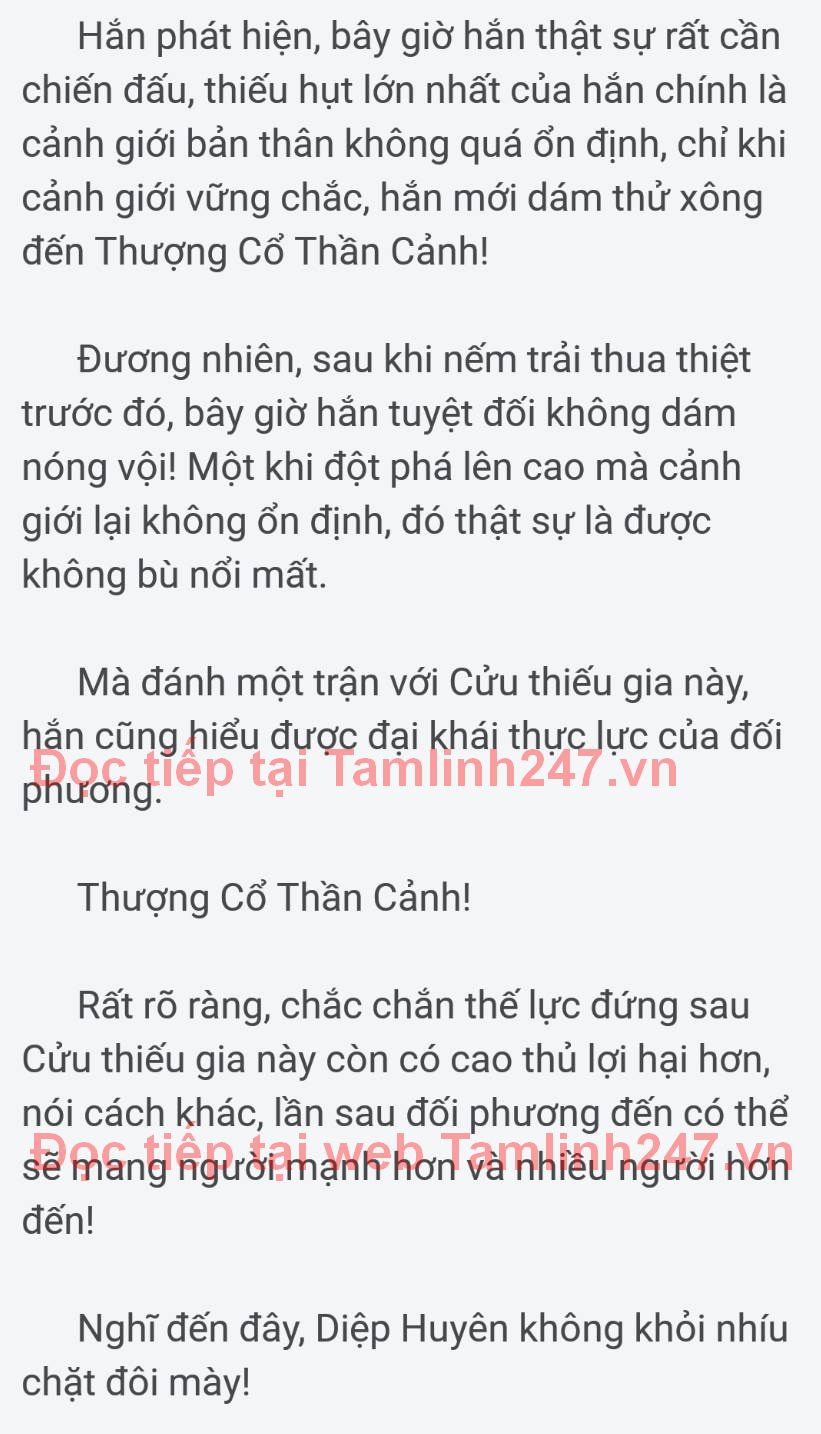 Hắn phát hiện, bây giờ hắn thật sự rất cần
chiến đấu, thiếu hụt lớn nhất của hắn chính là
cảnh giới bản thân không quá ổn định, chỉ khi
cảnh giới vững chắc, hắn mới dám thử xông
đến Thượng Cổ Thần Cảnh!
Đương nhiên, sau khi nếm trải thua thiệt
trước đó, bây giờ hắn tuyệt đối không dám
nóng vội! Một khi đột phá lên cao mà cảnh
giới lại không ổn định, đó thật sự là được
không bù nổi mất.
Mà đánh một trận với Cửu thiếu gia này,
hắn cũng hiểu được đại khái thực lực của đối
Đọc tiếp tại Tamlinh247.vn
phương.
Thượng Cổ Thần Cảnh!
Rất rõ ràng, chắc chắn thế lực đứng sau
Cửu thiếu gia này còn có cao thủ lợi hại hơn,
nói cách khác, lần sau đối phương đến có thể
Đọc tiếp tại web Tamlinh247.vn
sẽ mang người mạnh hơn và nhiều người hơn
đến!
Nghĩ đến đây, Diệp Huyên không khỏi nhíu
chặt đôi mày!